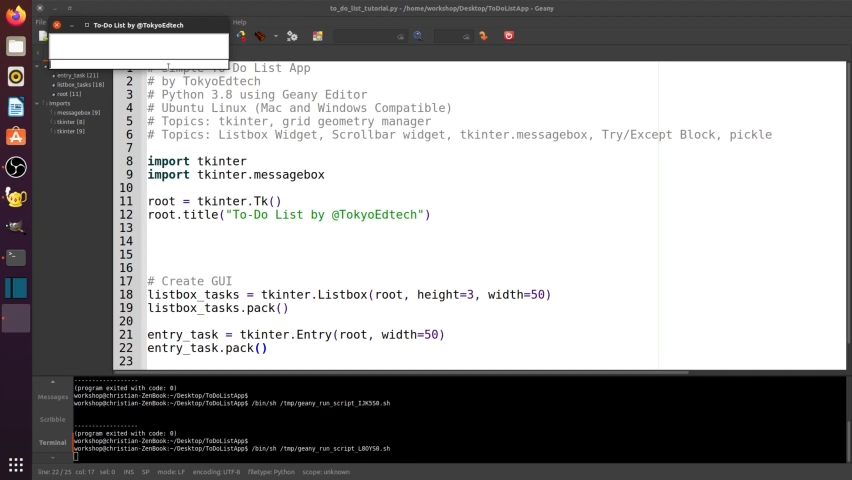 to_do_list_tutorial.py - /home/workshop/Desktop/ToDoListApp - Geany
To-Do List by @TokyoEdtech
File
entry_task [21]
listbox_tasks [18]
root [11]
Imports
messagebox [9]
tkinter [8]
tkinter [9]
1 # Simple To-Do List App
2 # by TokyoEdtech
3 # Python 3.8 using Geany Editor
4 # Ubuntu Linux (Mac and Windows Compatible)
5 # Topics: tkinter, grid geometry manager
6 # Topics: Listbox Widget, Scrollbar widget, tkinter.messagebox, Try/Except Block, pickle
7
8 import tkinter
9 import tkinter.messagebox
10
11 root = tkinter.Tk()
12 root.title("To-Do List by @TokyoEdtech")
13
14
15
16
17 # Create GUI
18 listbox_tasks = tkinter.Listbox(root, height=3, width=50)
19 listbox_tasks.pack()
20
21 entry_task = tkinter.Entry(root, width=50)
22 entry_task.pack()
23
Messages
Scribble
Terminal
------------------
(program exited with code: 0)
workshop@christian-ZenBook:~/Desktop/ToDoListApp$
workshop@christian-ZenBook:~/Desktop/ToDoListApp$ /bin/sh /tmp/geany_run_script_IJK5S0.sh
------------------
(program exited with code: 0)
workshop@christian-ZenBook:~/Desktop/ToDoListApp$
workshop@christian-ZenBook:~/Desktop/ToDoListApp$ /bin/sh /tmp/geany_run_script_L8OYS0.sh
line: 22 / 25 col: 17 sel: 0 INS SP mode: LF encoding: UTF-8 filetype: Python scope: unknown